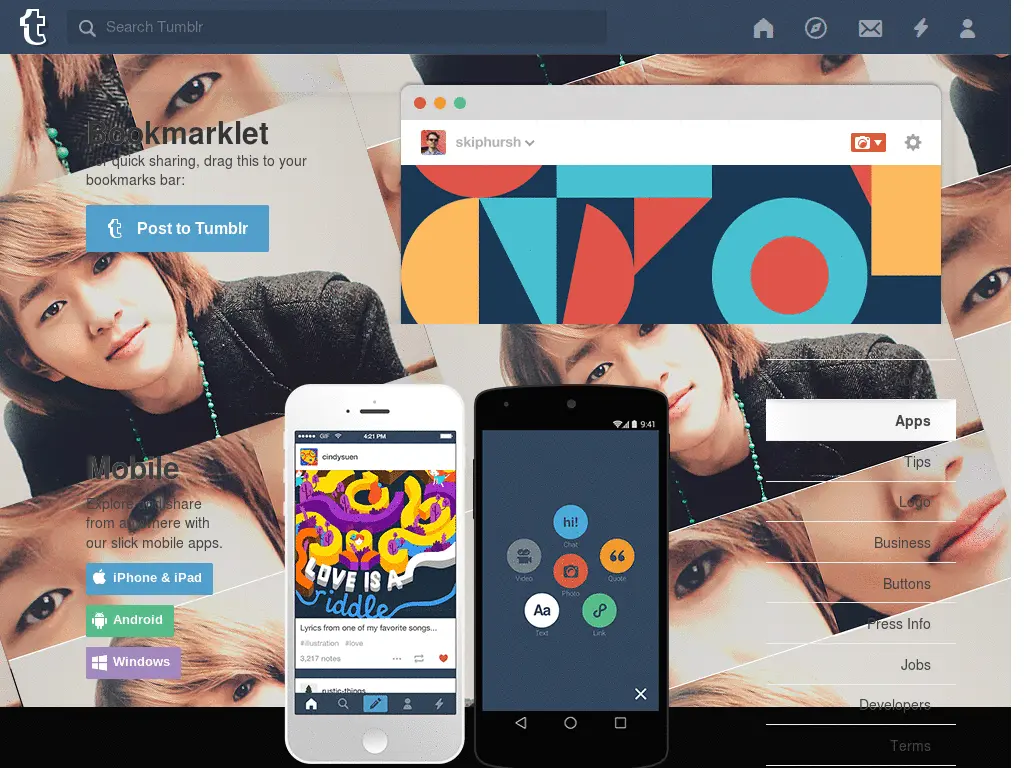 Search Tumblr
Bookmarklet
For quick sharing, drag this to your
bookmarks bar:
Post to Tumblr
skiphursh
Mobile
Explore and share
from anywhere with
our slick mobile apps.
iPhone & iPad
Android
Windows
GIF
4:21 PM
cindysuen
LOVE IS A
riddle
Lyrics from one of my favorite songs...
#illustration #love
3,217 notes
rustic-things
9:41
hi!
Chat
Video
Quote
Photo
Aa
Text
Link
Apps
Tips
Logo
Business
Buttons
Press Info
Jobs
Developers
Terms